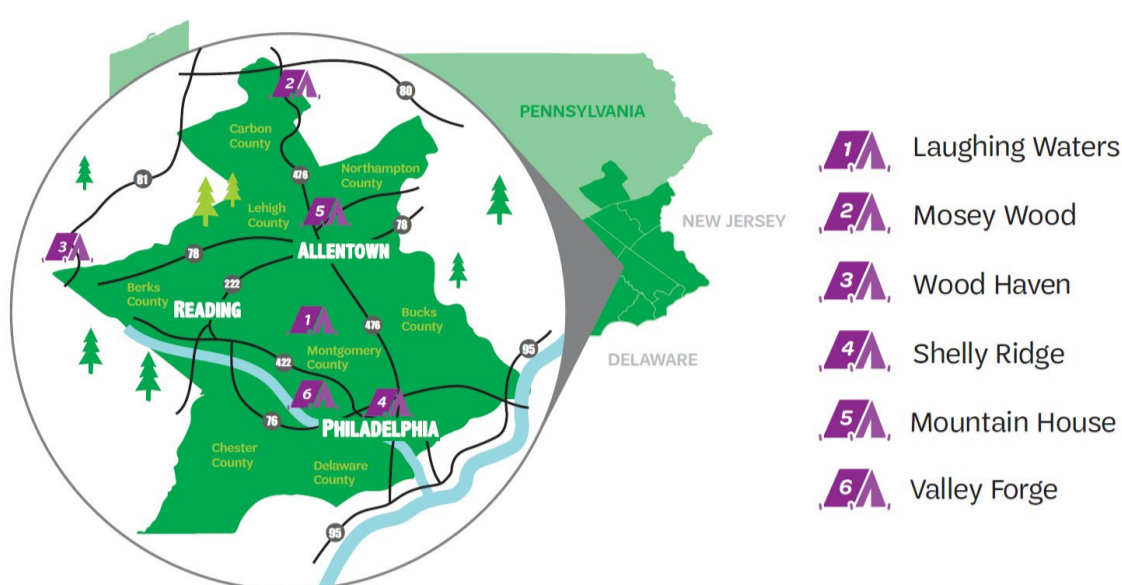 2
80
PENNSYLVANIA
Carbon
County
476
Northampton
County
81
Lehigh
County
5
78
NEW JERSEY
3
78
ALLENTOWN
222
Berks
County
READING
1
476
Bucks
County
95
Montgomery
County
422
DELAWARE
6
4
76
PHILADELPHIA
Chester
County
Delaware
County
95
1 Laughing Waters
2 Mosey Wood
3 Wood Haven
4 Shelly Ridge
5 Mountain House
6 Valley Forge